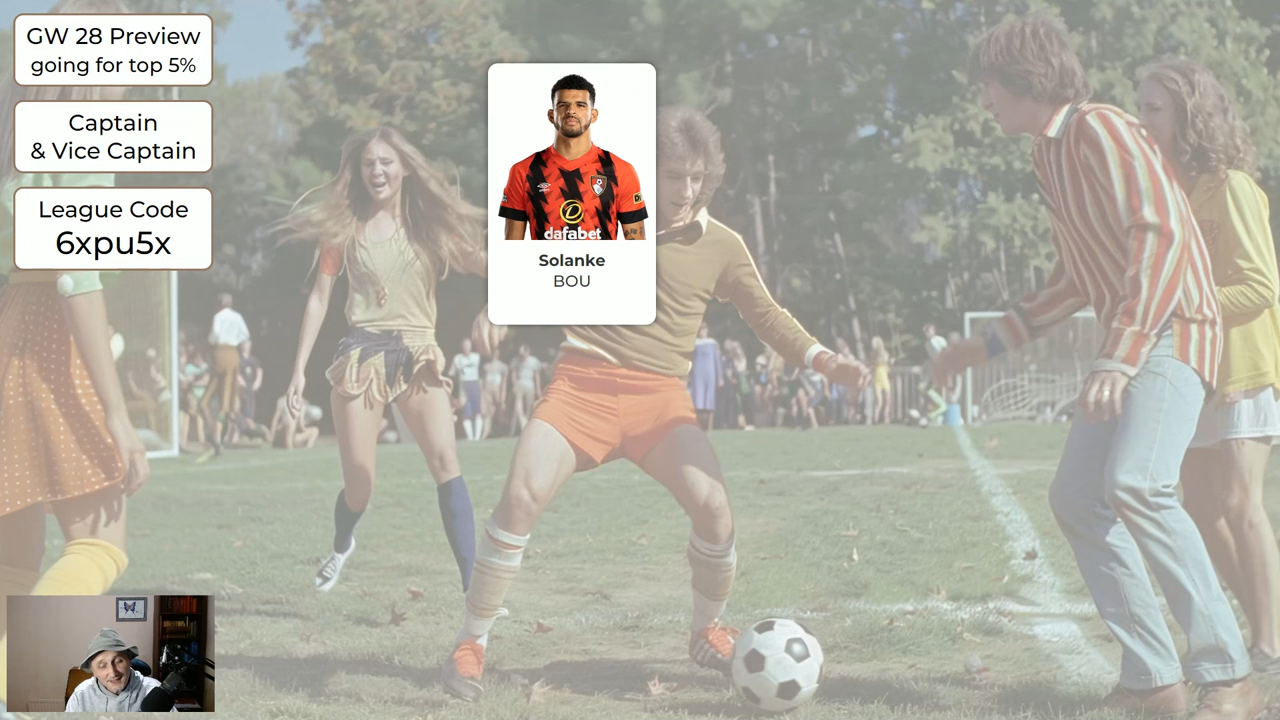 GW 28 Preview
going for top 5%
Captain
& Vice Captain
League Code
6xpu5x
dafabet
Solanke
BOU